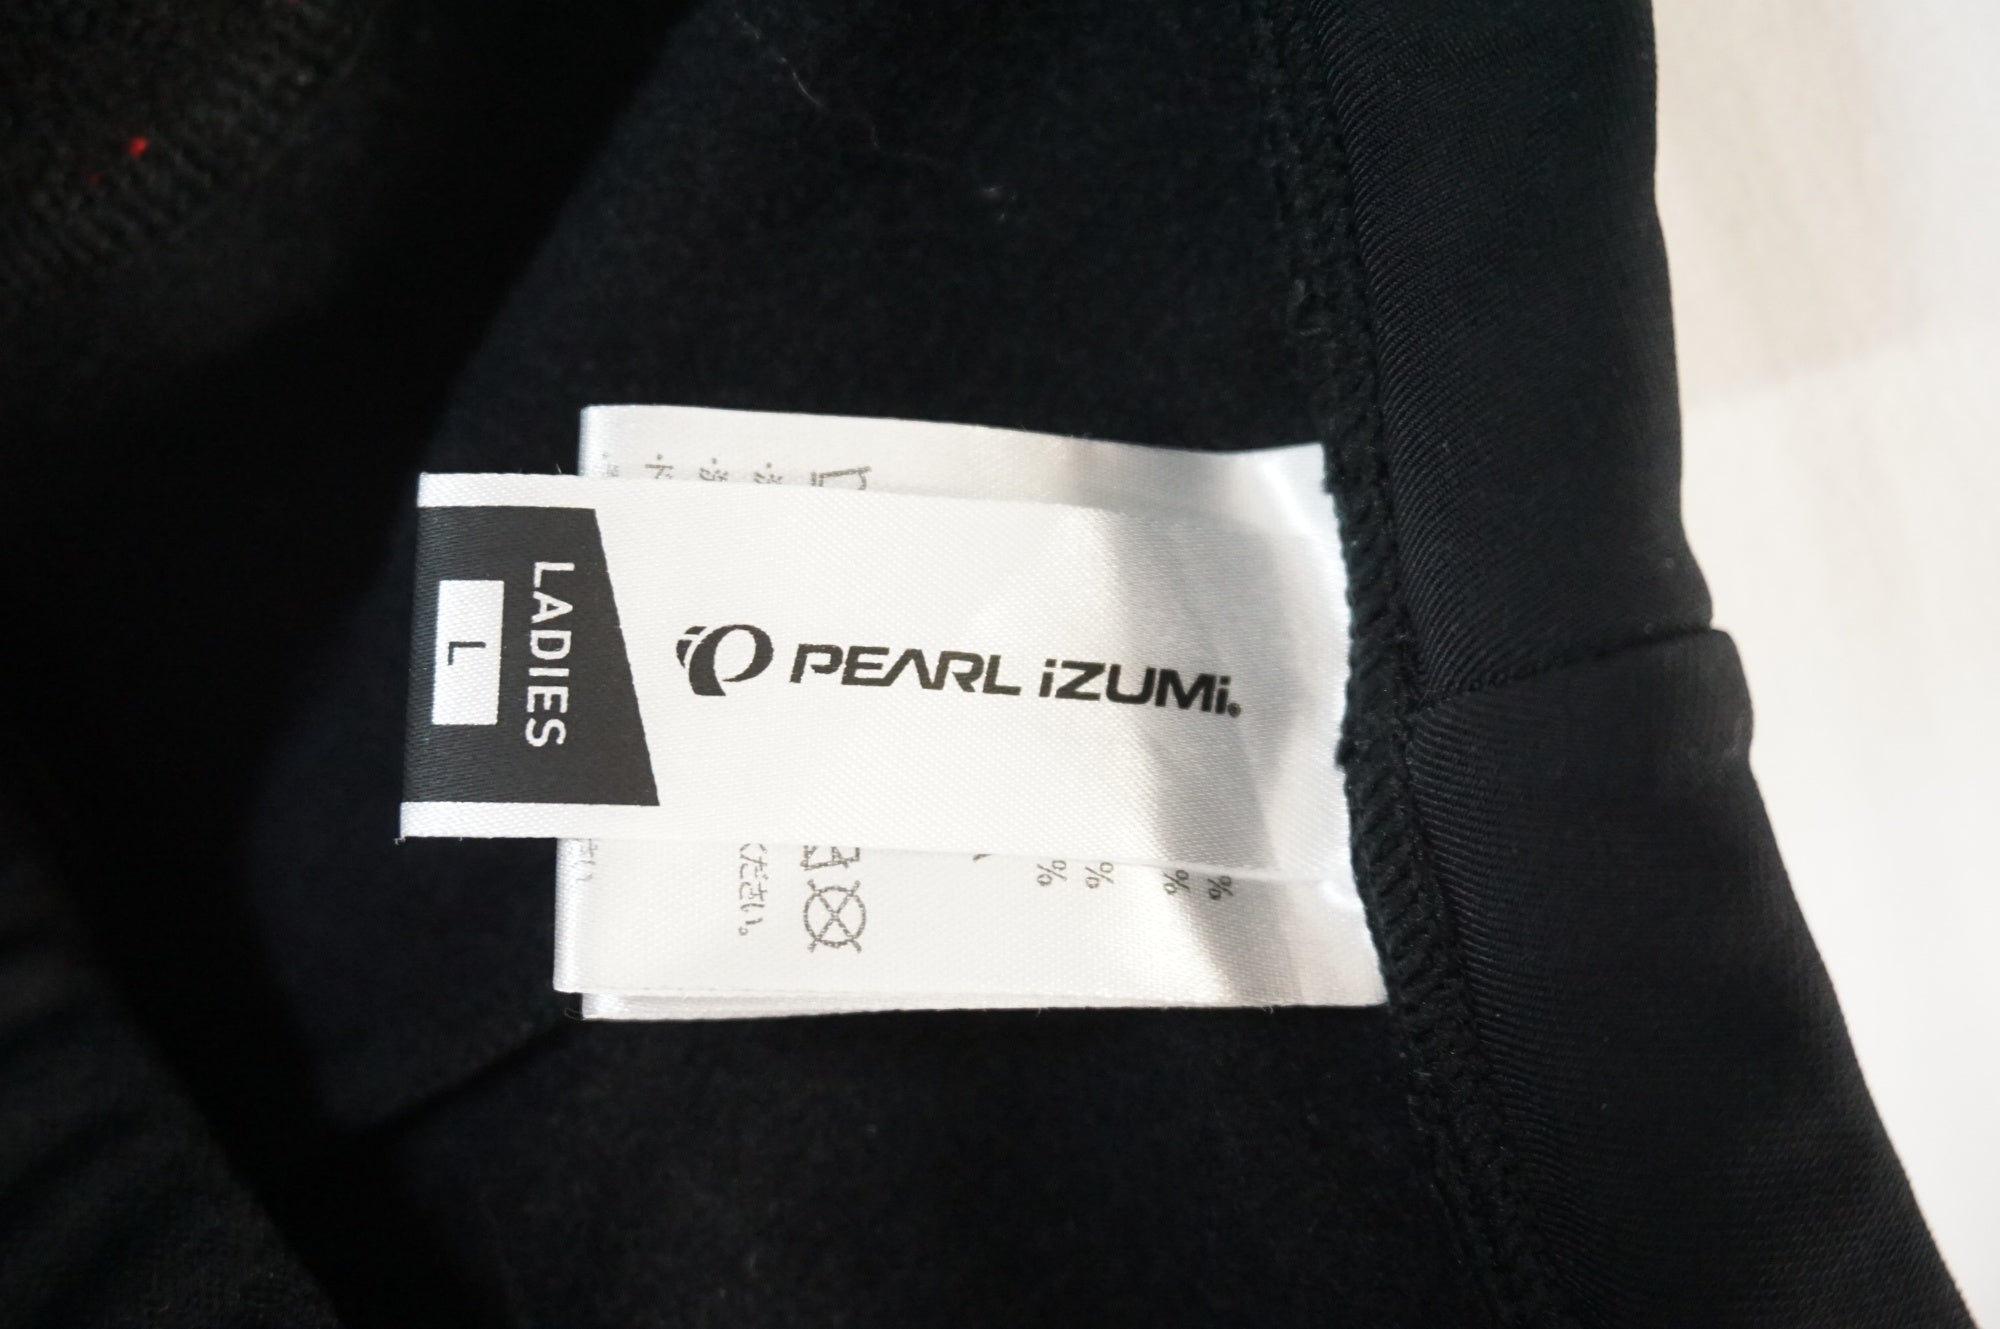 PEARL iZUMi®
LADIES
L
ください。
%
%
%
%